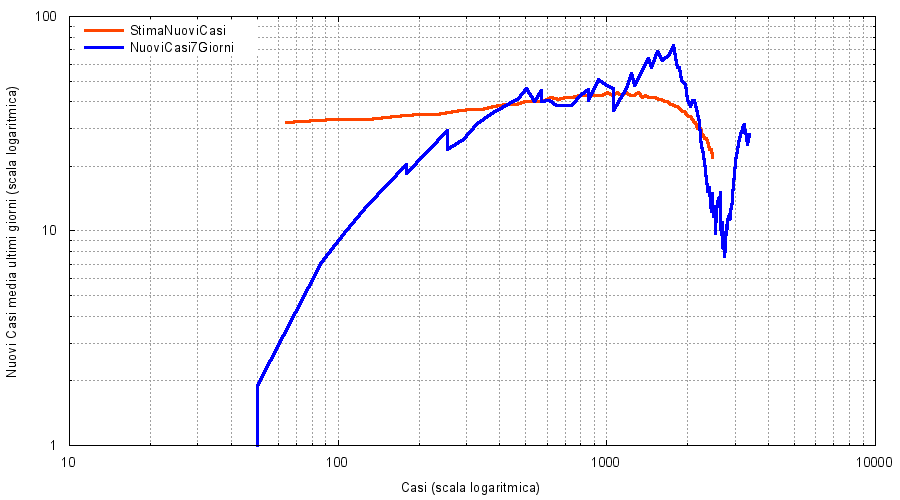 100
StimaNuoviCasi
NuoviCasi7Giorni
Nuovi Casi media ultimi giorni (scala logaritmica)
10
1
10
100
1000
10000
Casi (scala logaritmica)